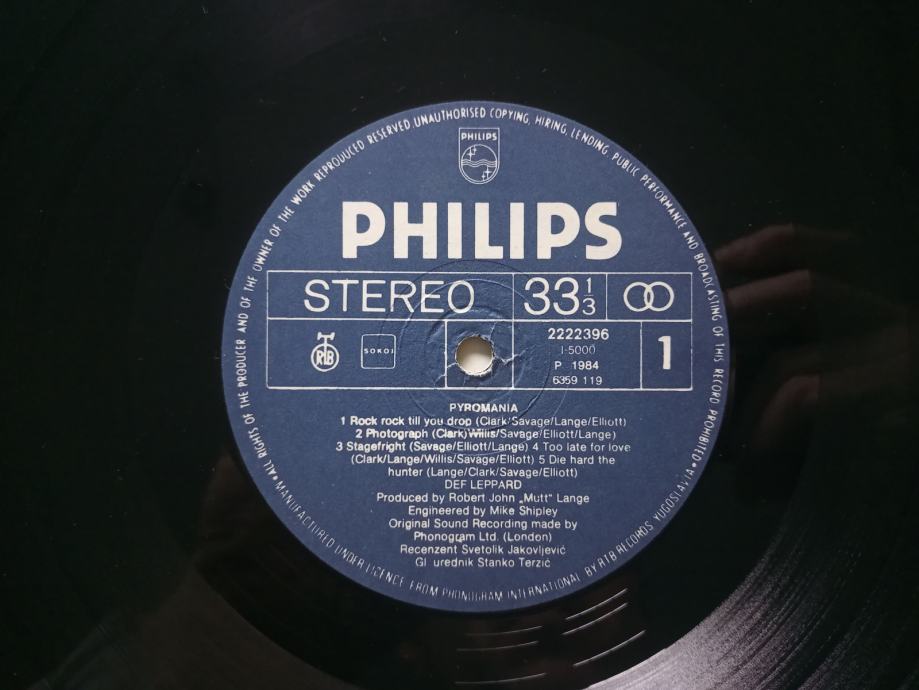 ALL RIGHTS OF THE PRODUCER AND OF THE OWNER OF THE WORK REPRODUCED RESERVED. UNAUTHORISED COPYING, HIRING, LENDING, PUBLIC PERFORMANCE AND BROADCASTING OF THIS RECORD PROHIBITED •
PHILIPS
PHILIPS
STEREO 33 1/3
RTB SOKOJ
2222396
I-5000
P 1984
6359 119
1
PYROMANIA
1 Rock rock till you drop (Clark/Savage/Lange/Elliott)
2 Photograph (Clark)Willis/Savage/Elliott/Lange)
3 Stagefright (Savage/Elliott/Lange) 4 Too late for love
(Clark/Lange/Willis/Savage/Elliott) 5 Die hard the
hunter (Lange/Clark/Savage/Elliott)
DEF LEPPARD
Produced by Robert John „Mutt" Lange
Engineered by Mike Shipley
Original Sound Recording made by
Phonogram Ltd. (London)
Recenzent Svetolik Jakovljević
Gl urednik Stanko Terzić
• MANUFACTURED UNDER LICENCE FROM PHONOGRAM INTERNATIONAL BY RTB RECORDS YUGOSLAVIA •